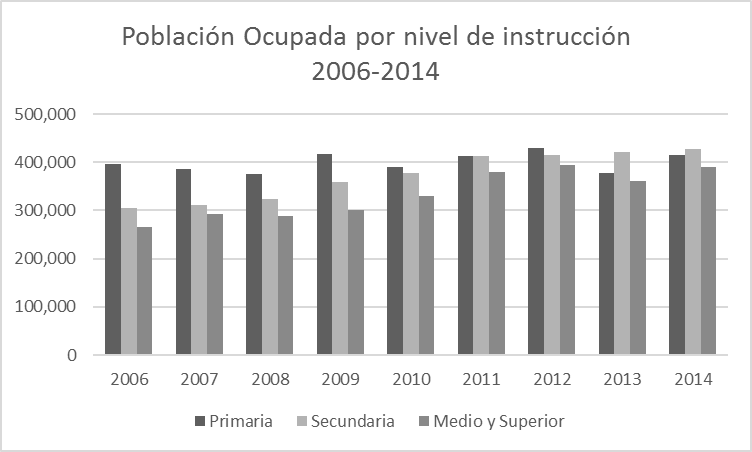 Población Ocupada por nivel de instrucción
2006-2014
500,000
400,000
300,000
200,000
100,000
0
2006 2007 2008 2009 2010 2011 2012 2013 2014
Primaria Secundaria Medio y Superior